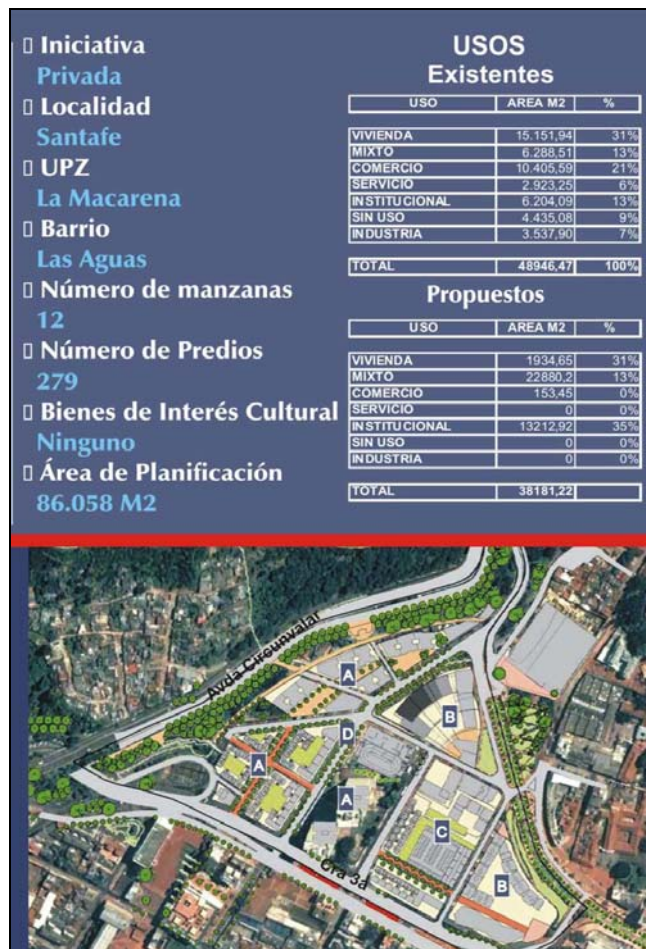 ▯ Iniciativa
Privada
▯ Localidad
Santafe
▯ UPZ
La Macarena
▯ Barrio
Las Aguas
▯ Número de manzanas
12
▯ Número de Predios
279
▯ Bienes de Interés Cultural
Ninguno
▯ Área de Planificación
86.058 M2
USOS
Existentes
USO AREA M2 %
VIVIENDA 15.151,94 31%
MIXTO 6.288,51 13%
COMERCIO 10.405,59 21%
SERVICIO 2.923,25 6%
INSTITUCIONAL 6.204,09 13%
SIN USO 4.435,08 9%
INDUSTRIA 3.537,90 7%
TOTAL 48946,47 100%
Propuestos
USO AREA M2 %
VIVIENDA 1934,65 31%
MIXTO 22880,2 13%
COMERCIO 153,45 0%
SERVICIO 0 0%
INSTITUCIONAL 13212,92 35%
SIN USO 0 0%
INDUSTRIA 0 0%
TOTAL 38181,22
Avda Circunvalar
A
B
D
A
A
C
B
Cra 3a